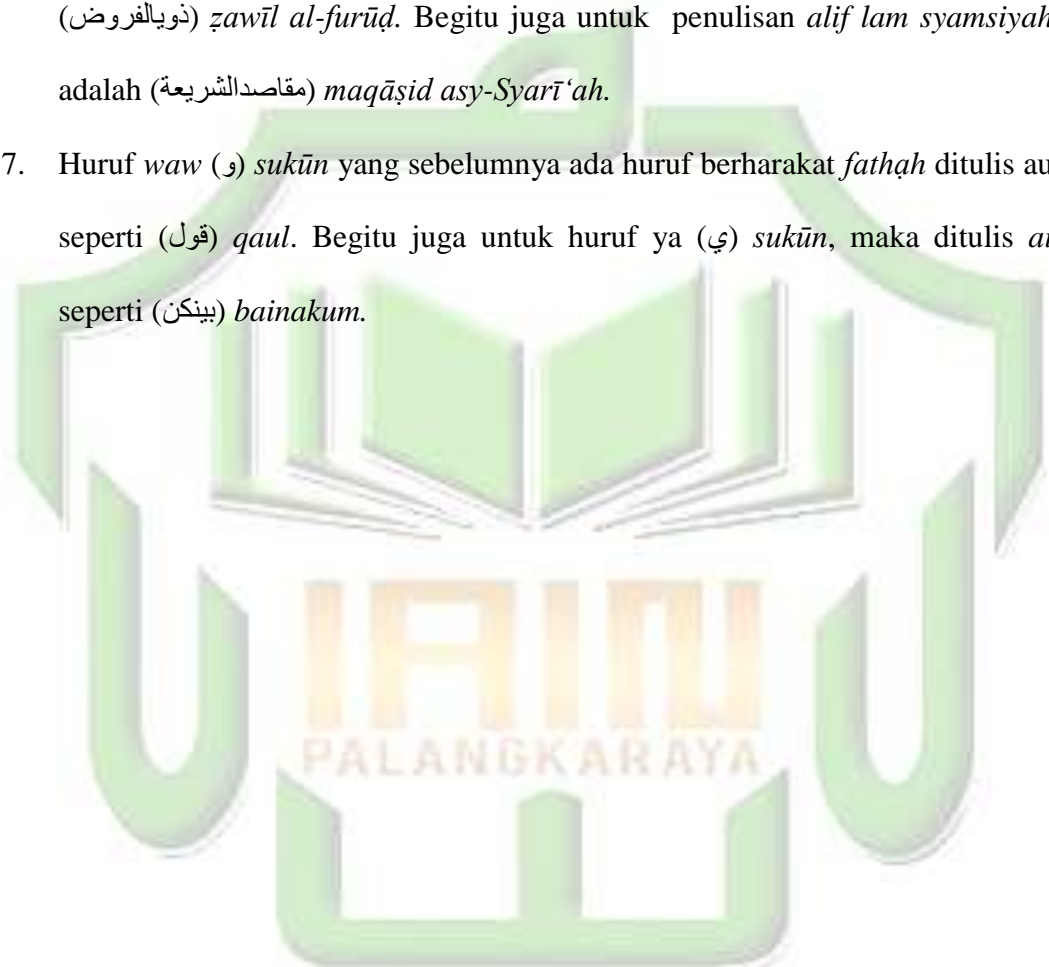 (ذويالفروض) ẓawīl al-furūḍ. Begitu juga untuk penulisan alif lam syamsiyah
adalah (مقاصدالشريعة) maqāṣid asy-Syarī‘ah.
7. Huruf waw (و) sukūn yang sebelumnya ada huruf berharakat fatḥạh ditulis au
seperti (قول) qaul. Begitu juga untuk huruf ya (ي) sukūn, maka ditulis ai
seperti (بينكن) bainakum.
IAIN
PALANGKARAYA